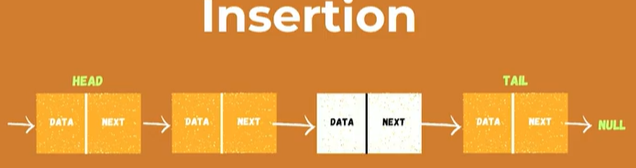 Insertion
HEAD TAIL
DATA NEXT DATA NEXT DATA NEXT DATA NEXT NULL